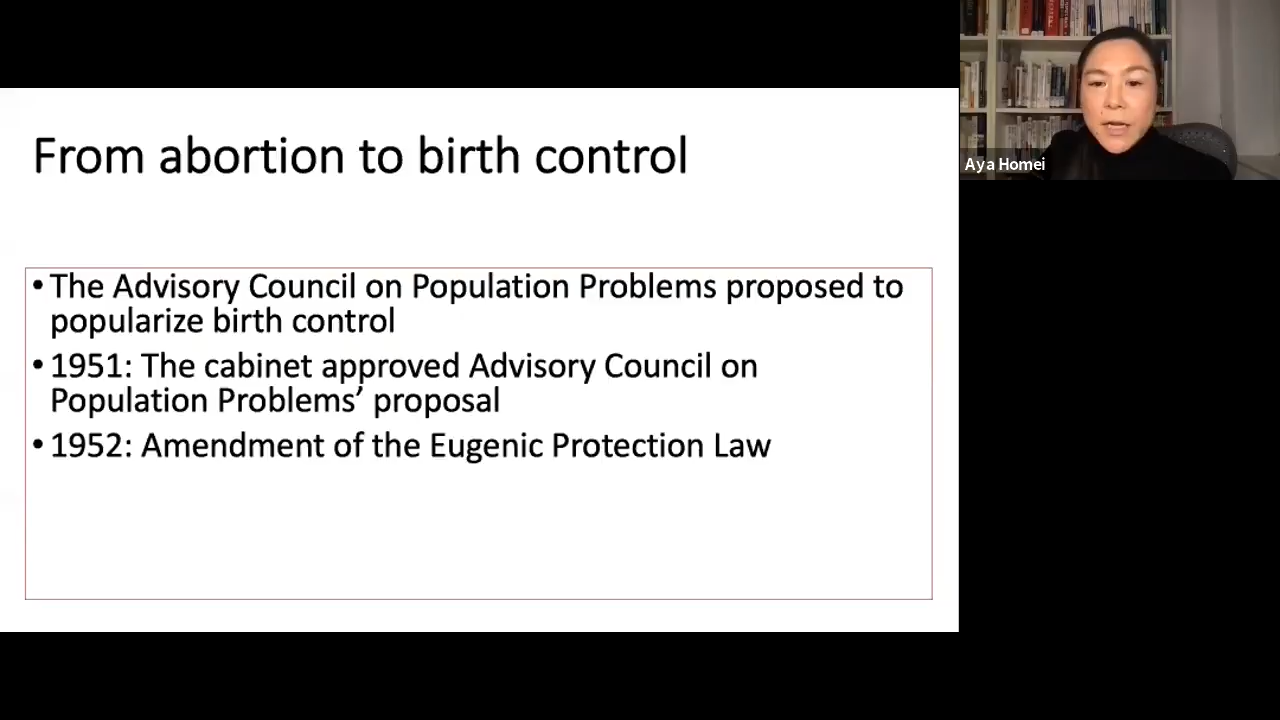 From abortion to birth control
• The Advisory Council on Population Problems proposed to
popularize birth control
• 1951: The cabinet approved Advisory Council on
Population Problems’ proposal
• 1952: Amendment of the Eugenic Protection Law
Aya Homei